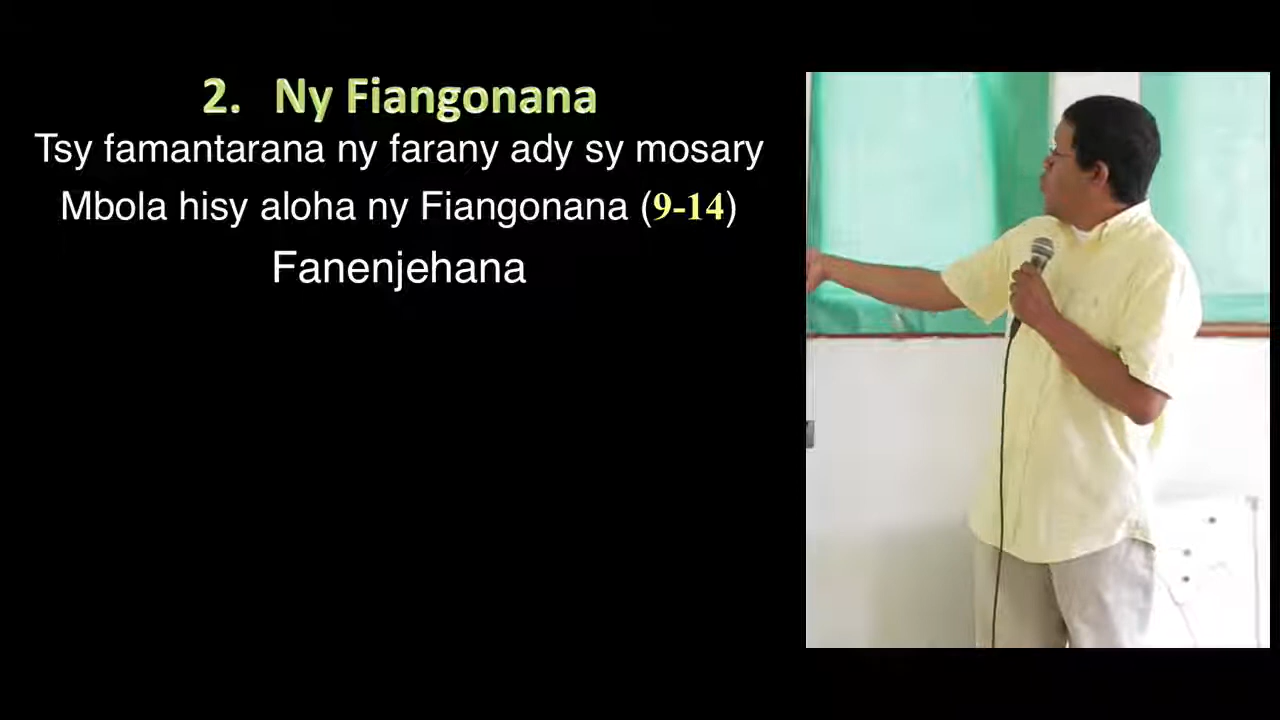 2. Ny Fiangonana
Tsy famantarana ny farany ady sy mosary
Mbola hisy aloha ny Fiangonana (9-14)
Fanenjehana